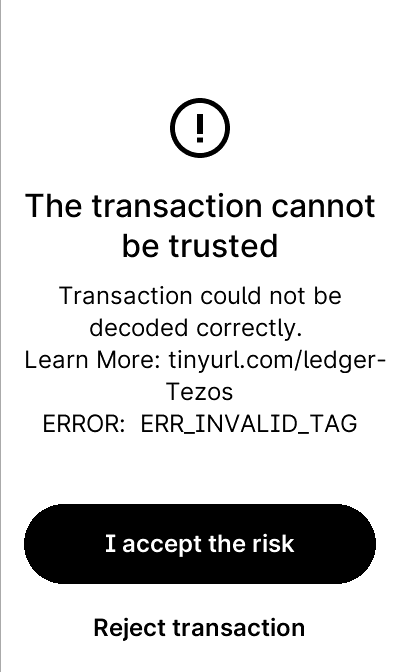 The transaction cannot
be trusted
Transaction could not be
decoded correctly.
Learn More: tinyurl.com/ledger-
Tezos
ERROR: ERR_INVALID_TAG
I accept the risk
Reject transaction